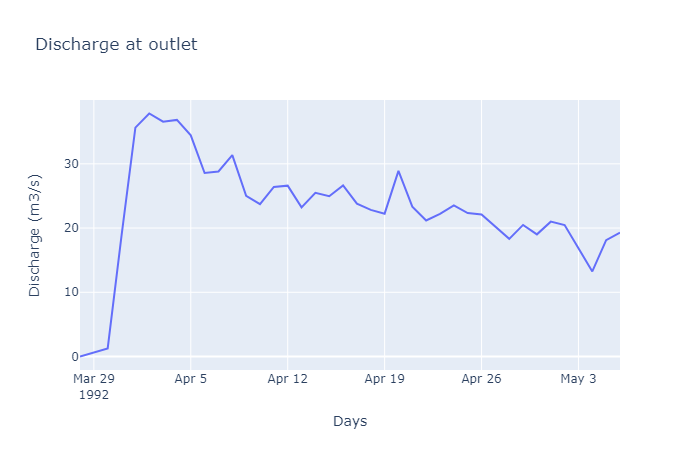 Discharge at outlet
Discharge (m3/s)
30
20
10
0
Mar 29
1992
Apr 5
Apr 12
Apr 19
Apr 26
May 3
Days